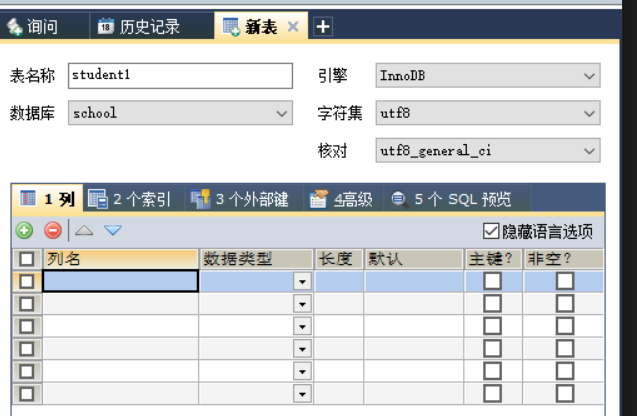 询问 18 历史记录 新表
表名称 student1 引擎 InnoDB
数据库 school 字符集 utf8
核对 utf8_general_ci
1 列 2 个索引 3 个外部键 4高级 5 个 SQL 预览
隐藏语言选项
列名 数据类型 长度 默认 主键? 非空?